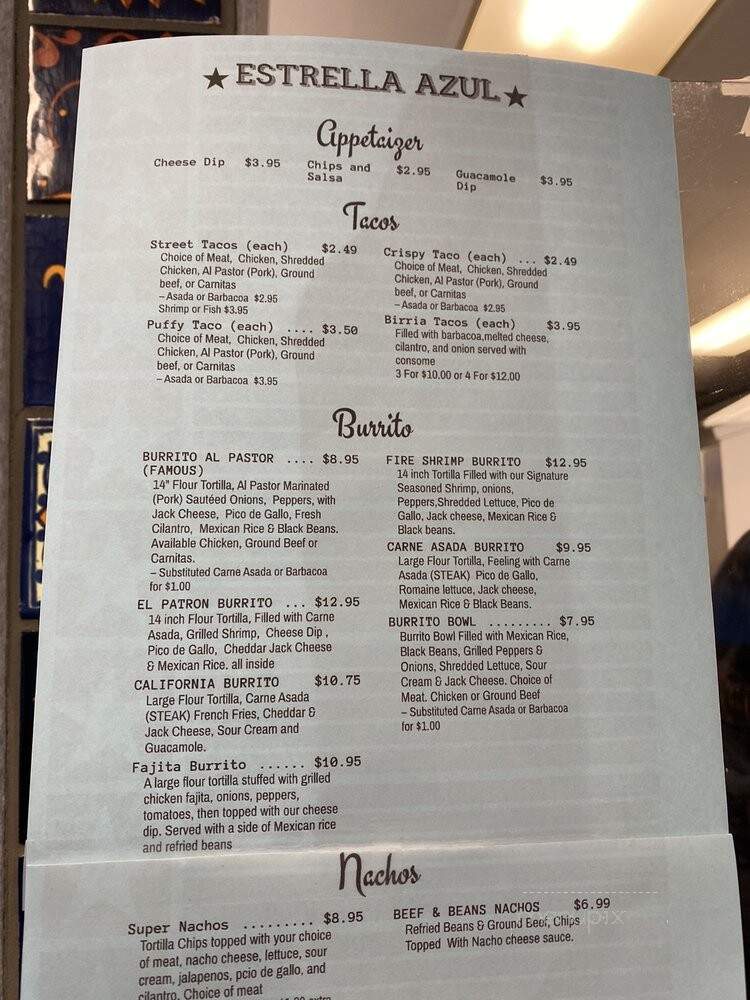 ★ ESTRELLA AZUL ★
Appetaizer
Cheese Dip $3.95
Chips and Salsa $2.95
Guacamole Dip $3.95
Tacos
Street Tacos (each) $2.49
Choice of Meat, Chicken, Shredded
Chicken, Al Pastor (Pork), Ground
beef, or Carnitas
– Asada or Barbacoa $2.95
Shrimp or Fish $3.95
Puffy Taco (each) .... $3.50
Choice of Meat, Chicken, Shredded
Chicken, Al Pastor (Pork), Ground
beef, or Carnitas
– Asada or Barbacoa $3.95
Crispy Taco (each) ... $2.49
Choice of Meat, Chicken, Shredded
Chicken, Al Pastor (Pork), Ground
beef, or Carnitas
– Asada or Barbacoa $2.95
Birria Tacos (each) $3.95
Filled with barbacoa,melted cheese,
cilantro, and onion served with
consome
3 For $10.00 or 4 For $12.00
Burrito
BURRITO AL PASTOR .... $8.95
(FAMOUS)
14" Flour Tortilla, Al Pastor Marinated
(Pork) Sautéed Onions, Peppers, with
Jack Cheese, Pico de Gallo, Fresh
Cilantro, Mexican Rice & Black Beans.
Available Chicken, Ground Beef or
Carnitas.
– Substituted Carne Asada or Barbacoa
for $1.00
EL PATRON BURRITO ... $12.95
14 inch Flour Tortilla, Filled with Carne
Asada, Grilled Shrimp, Cheese Dip ,
Pico de Gallo, Cheddar Jack Cheese
& Mexican Rice. all inside
CALIFORNIA BURRITO $10.75
Large Flour Tortilla, Carne Asada
(STEAK) French Fries, Cheddar &
Jack Cheese, Sour Cream and
Guacamole.
Fajita Burrito ...... $10.95
A large flour tortilla stuffed with grilled
chicken fajita, onions, peppers,
tomatoes, then topped with our cheese
dip. Served with a side of Mexican rice
and refried beans
FIRE SHRIMP BURRITO $12.95
14 inch Tortilla Filled with our Signature
Seasoned Shrimp, onions,
Peppers,Shredded Lettuce, Pico de
Gallo, Jack cheese, Mexican Rice &
Black beans.
CARNE ASADA BURRITO $9.95
Large Flour Tortilla, Feeling with Carne
Asada (STEAK) Pico de Gallo,
Romaine lettuce, Jack cheese,
Mexican Rice & Black Beans.
BURRITO BOWL ......... $7.95
Burrito Bowl Filled with Mexican Rice,
Black Beans, Grilled Peppers &
Onions, Shredded Lettuce, Sour
Cream & Jack Cheese. Choice of
Meat. Chicken or Ground Beef
– Substituted Carne Asada or Barbacoa
for $1.00
Nachos
Super Nachos ......... $8.95
Tortilla Chips topped with your choice
of meat, nacho cheese, lettuce, sour
cream, jalapenos, pcio de gallo, and
cilantro. Choice of meat
BEEF & BEANS NACHOS $6.99
Refried Beans & Ground Beef, Chips
Topped With Nacho cheese sauce.